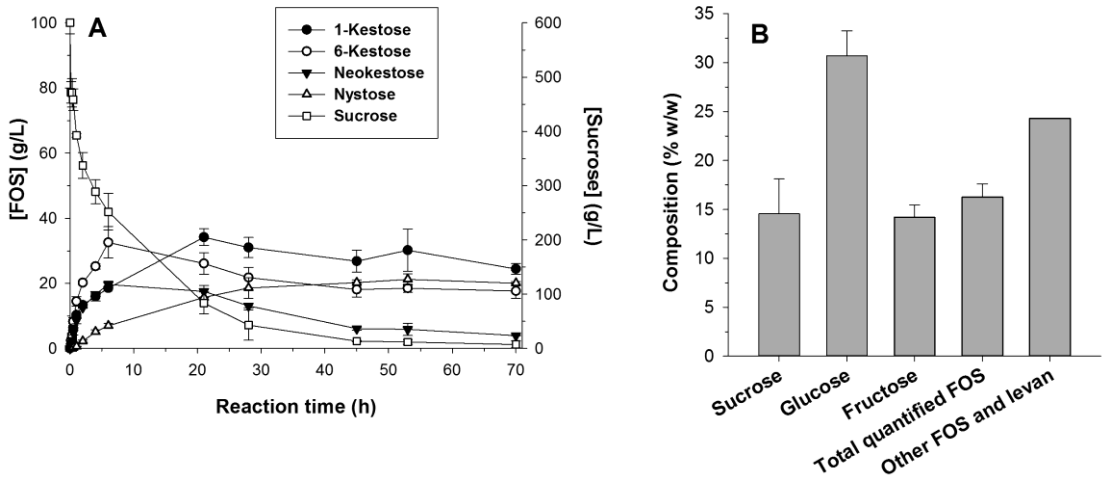 A
1-Kestose
6-Kestose
Neokestose
Nystose
Sucrose
[FOS] (g/L)
100
80
60
40
20
0
[Sucrose] (g/L)
600
500
400
300
200
100
0
0 10 20 30 40 50 60 70
Reaction time (h)
B
Composition (% w/w)
35
30
25
20
15
10
5
0
Sucrose
Glucose
Fructose
Total quantified FOS
Other FOS and levan